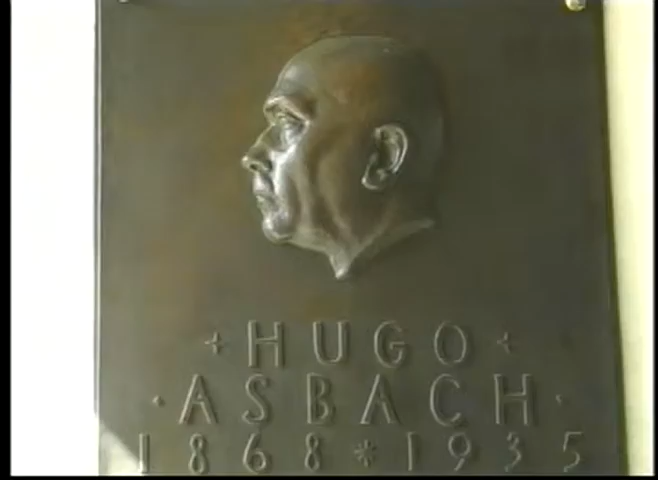 + HUGO +
· ASBACH ·
1868 * 1935